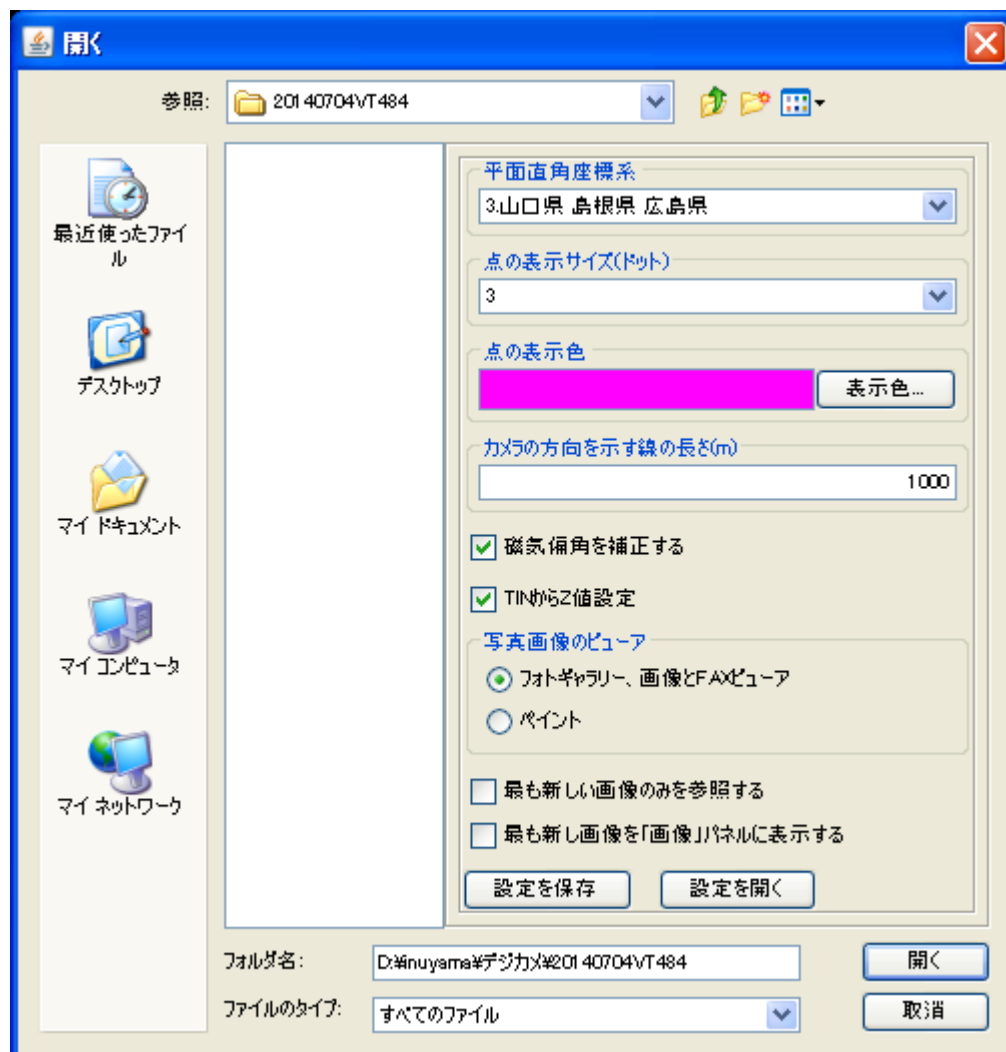 開く
参照:
20140704VT484
最近使ったファイ
ル
デスクトップ
マイ ドキュメント
マイ コンピュータ
マイ ネットワーク
平面直角座標系
3.山口県 島根県 広島県
点の表示サイズ(ドット)
3
点の表示色
表示色...
カメラの方向を示す線の長さ(m)
1000
磁気偏角を補正する
TINからZ値設定
写真画像のビューア
フォトギャラリー、画像とFAXビューア
ペイント
最も新しい画像のみを参照する
最も新し画像を「画像」パネルに表示する
設定を保存
設定を開く
フォルダ名:
D:¥inuyama¥デジカメ¥20140704VT484
開く
ファイルのタイプ:
すべてのファイル
取消